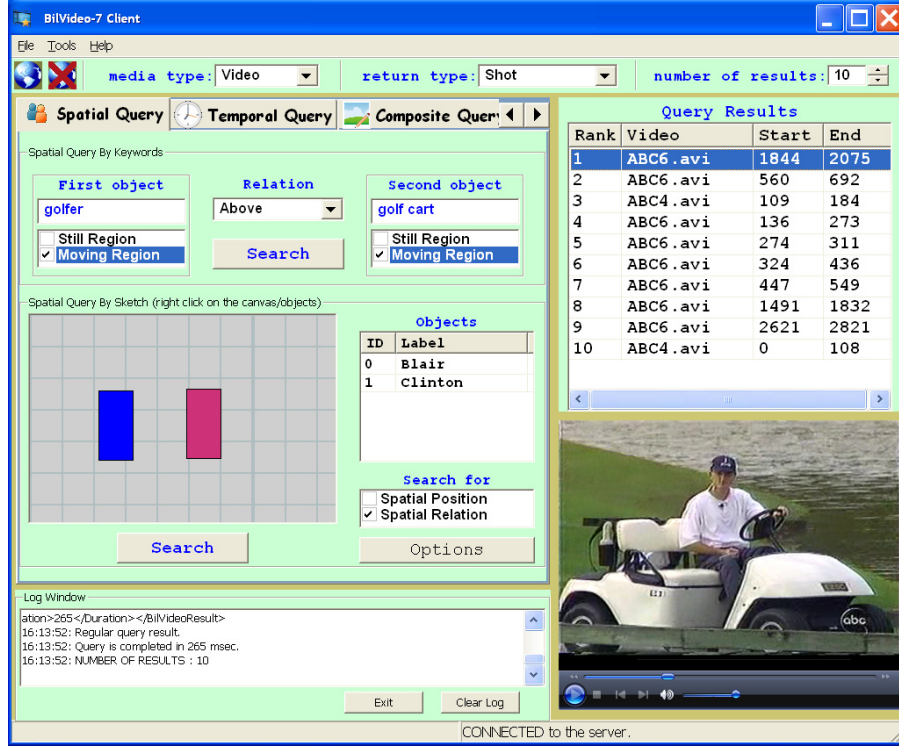 BilVideo-7 Client
File Tools Help
media type: Video return type: Shot number of results: 10
Spatial Query Temporal Query Composite Quer
Spatial Query By Keywords
First object Relation Second object
golfer Above golf cart
Still Region Still Region
Moving Region Search Moving Region
Spatial Query By Sketch (right click on the canvas/objects)
Objects
ID Label
0 Blair
1 Clinton
Search for
Spatial Position
Spatial Relation
Search Options
Log Window
ation>265</Duration></BilVideoResult>
16:13:52: Regular query result.
16:13:52: Query is completed in 265 msec.
16:13:52: NUMBER OF RESULTS : 10
Exit Clear Log
Query Results
Rank Video Start End
1 ABC6.avi 1844 2075
2 ABC6.avi 560 692
3 ABC4.avi 109 184
4 ABC6.avi 136 273
5 ABC6.avi 274 311
6 ABC6.avi 324 436
7 ABC6.avi 447 549
8 ABC6.avi 1491 1832
9 ABC6.avi 2621 2821
10 ABC4.avi 0 108
abc
CONNECTED to the server.